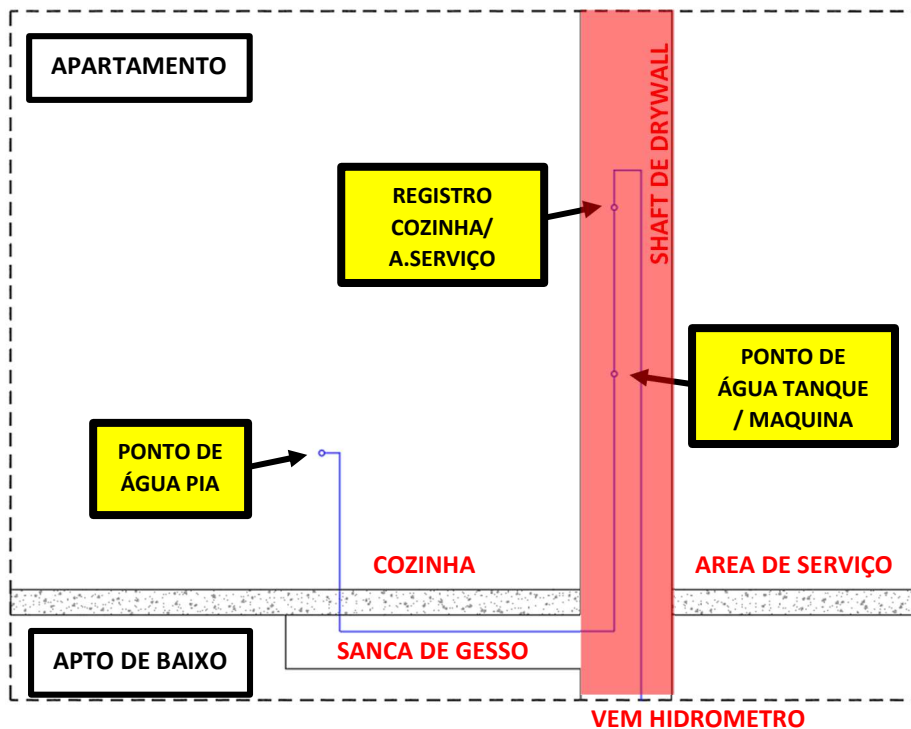 APARTAMENTO
SHAFT DE DRYWALL
REGISTRO
COZINHA/
A.SERVIÇO
PONTO DE
ÁGUA TANQUE
/ MAQUINA
PONTO DE
ÁGUA PIA
COZINHA
AREA DE SERVIÇO
SANCA DE GESSO
APTO DE BAIXO
VEM HIDROMETRO